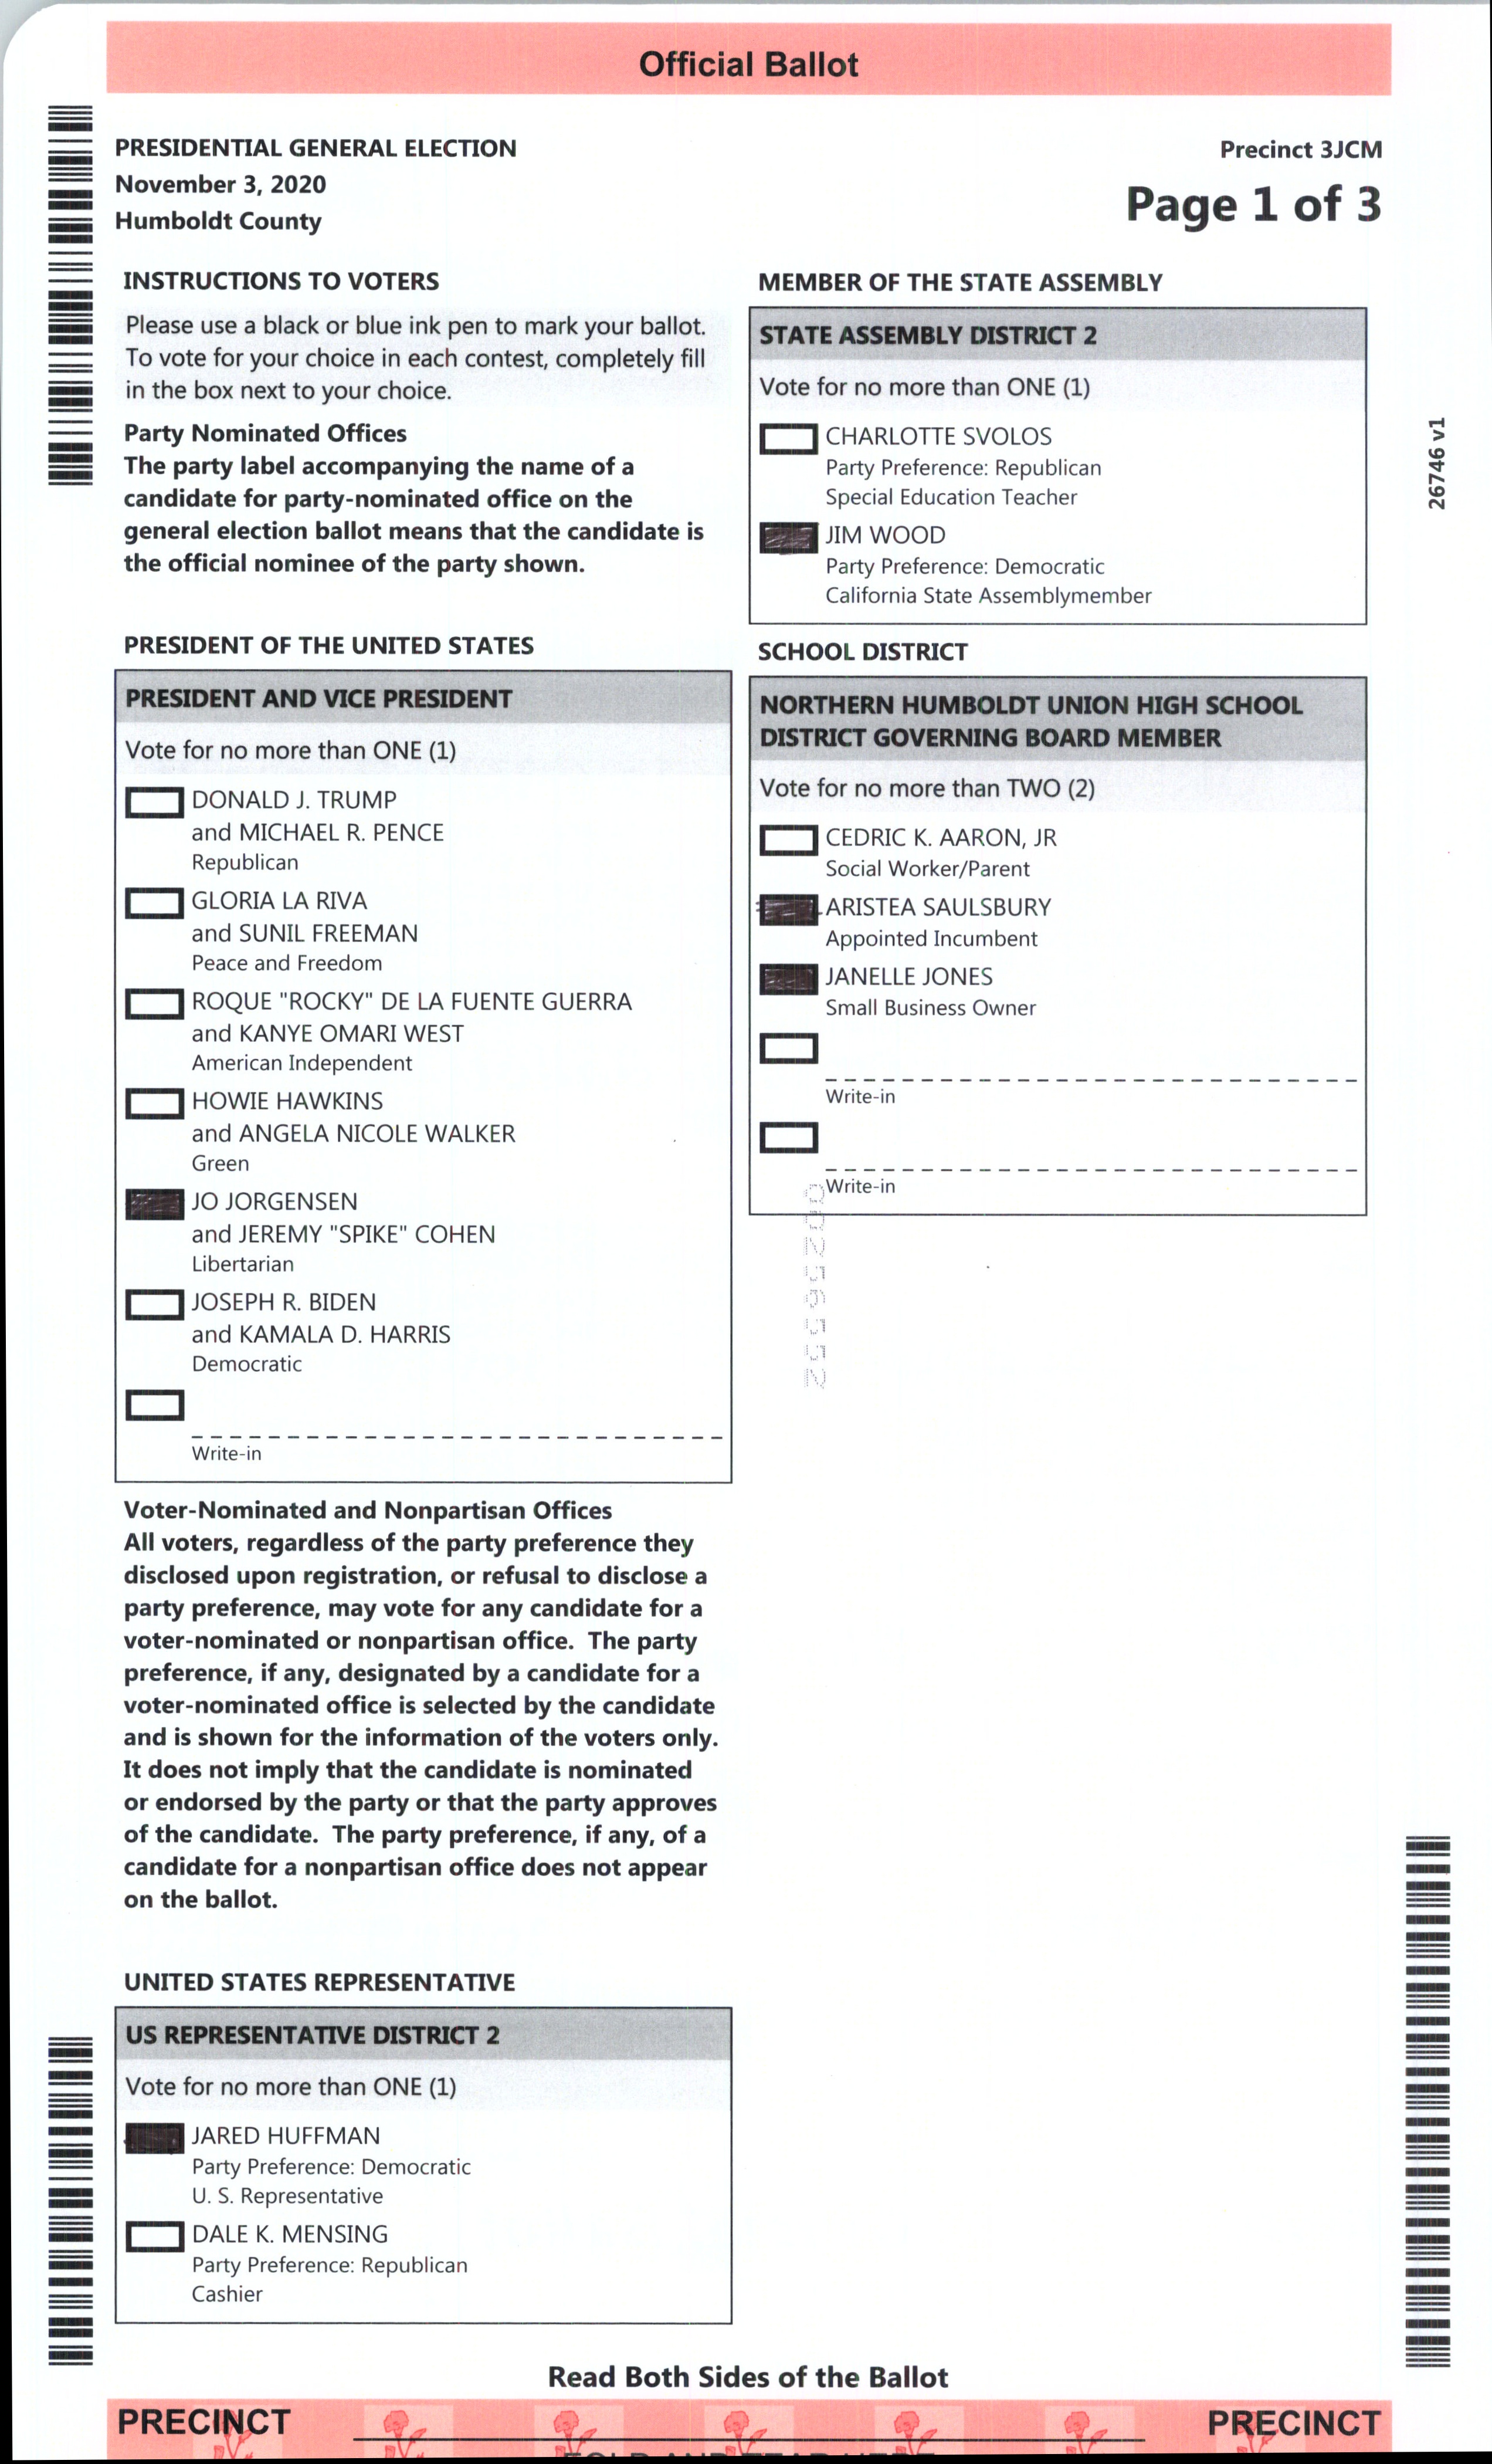 Official Ballot
PRESIDENTIAL GENERAL ELECTION
November 3, 2020
Humboldt County
Precinct 3JCM
Page 1 of 3
INSTRUCTIONS TO VOTERS
Please use a black or blue ink pen to mark your ballot.
To vote for your choice in each contest, completely fill
in the box next to your choice.
Party Nominated Offices
The party label accompanying the name of a
candidate for party-nominated office on the
general election ballot means that the candidate is
the official nominee of the party shown.
PRESIDENT OF THE UNITED STATES
PRESIDENT AND VICE PRESIDENT
Vote for no more than ONE (1)
DONALD J. TRUMP
and MICHAEL R. PENCE
Republican
GLORIA LA RIVA
and SUNIL FREEMAN
Peace and Freedom
ROQUE "ROCKY" DE LA FUENTE GUERRA
and KANYE OMARI WEST
American Independent
HOWIE HAWKINS
and ANGELA NICOLE WALKER
Green
JO JORGENSEN
and JEREMY "SPIKE" COHEN
Libertarian
JOSEPH R. BIDEN
and KAMALA D. HARRIS
Democratic
Write-in
Voter-Nominated and Nonpartisan Offices
All voters, regardless of the party preference they
disclosed upon registration, or refusal to disclose a
party preference, may vote for any candidate for a
voter-nominated or nonpartisan office. The party
preference, if any, designated by a candidate for a
voter-nominated office is selected by the candidate
and is shown for the information of the voters only.
It does not imply that the candidate is nominated
or endorsed by the party or that the party approves
of the candidate. The party preference, if any, of a
candidate for a nonpartisan office does not appear
on the ballot.
UNITED STATES REPRESENTATIVE
US REPRESENTATIVE DISTRICT 2
Vote for no more than ONE (1)
JARED HUFFMAN
Party Preference: Democratic
U. S. Representative
DALE K. MENSING
Party Preference: Republican
Cashier
MEMBER OF THE STATE ASSEMBLY
STATE ASSEMBLY DISTRICT 2
Vote for no more than ONE (1)
CHARLOTTE SVOLOS
Party Preference: Republican
Special Education Teacher
JIM WOOD
Party Preference: Democratic
California State Assemblymember
SCHOOL DISTRICT
NORTHERN HUMBOLDT UNION HIGH SCHOOL
DISTRICT GOVERNING BOARD MEMBER
Vote for no more than TWO (2)
CEDRIC K. AARON, JR
Social Worker/Parent
ARISTEA SAULSBURY
Appointed Incumbent
JANELLE JONES
Small Business Owner
Write-in
Write-in
00256552
26746 v1
Read Both Sides of the Ballot
PRECINCT
PRECINCT
FOLD AND TEAR HERE